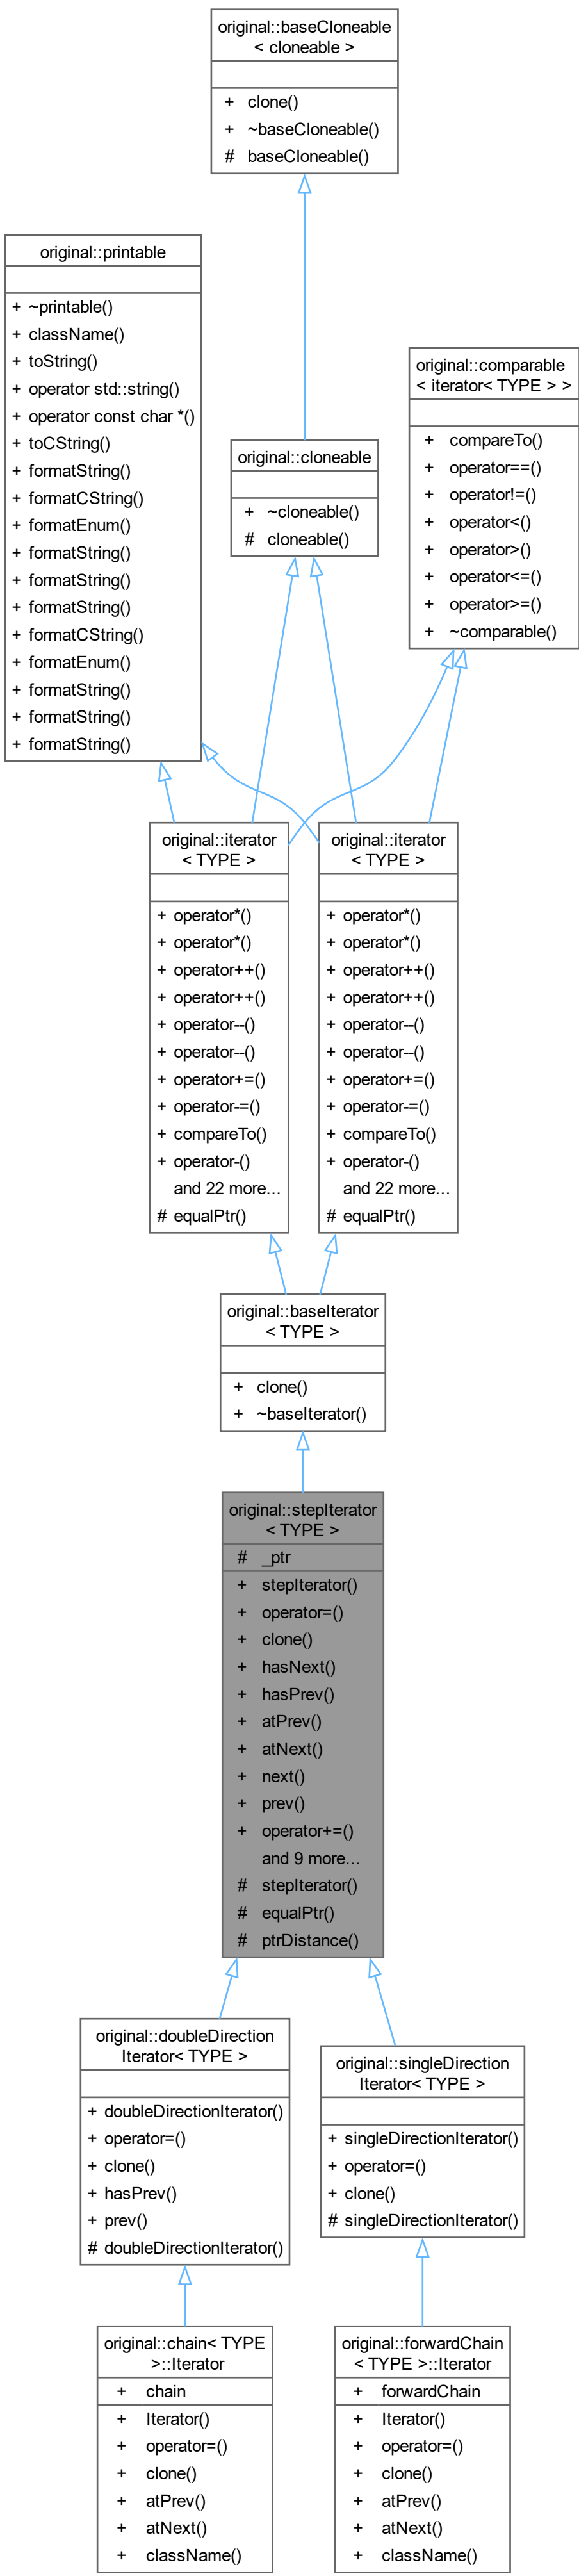 original::baseCloneable
< cloneable >
+ clone()
+ ~baseCloneable()
# baseCloneable()
original::printable
+ ~printable()
+ className()
+ toString()
+ operator std::string()
+ operator const char *()
+ toCString()
+ formatString()
+ formatCString()
+ formatEnum()
+ formatString()
+ formatString()
+ formatString()
+ formatCString()
+ formatEnum()
+ formatString()
+ formatString()
+ formatString()
original::comparable
< iterator< TYPE > >
+ compareTo()
+ operator==()
+ operator!=()
+ operator<()
+ operator>()
+ operator<=()
+ operator>=()
+ ~comparable()
original::cloneable
+ ~cloneable()
# cloneable()
original::iterator
< TYPE >
+ operator*()
+ operator*()
+ operator++()
+ operator++()
+ operator--()
+ operator--()
+ operator+=()
+ operator-=()
+ compareTo()
+ operator-()
and 22 more...
# equalPtr()
original::iterator
< TYPE >
+ operator*()
+ operator*()
+ operator++()
+ operator++()
+ operator--()
+ operator--()
+ operator+=()
+ operator-=()
+ compareTo()
+ operator-()
and 22 more...
# equalPtr()
original::baseIterator
< TYPE >
+ clone()
+ ~baseIterator()
original::stepIterator
< TYPE >
# _ptr
+ stepIterator()
+ operator=()
+ clone()
+ hasNext()
+ hasPrev()
+ atPrev()
+ atNext()
+ next()
+ prev()
+ operator+=()
and 9 more...
# stepIterator()
# equalPtr()
# ptrDistance()
original::doubleDirection
Iterator< TYPE >
+ doubleDirectionIterator()
+ operator=()
+ clone()
+ hasPrev()
+ prev()
# doubleDirectionIterator()
original::singleDirection
Iterator< TYPE >
+ singleDirectionIterator()
+ operator=()
+ clone()
# singleDirectionIterator()
original::chain< TYPE
>::Iterator
+ chain
+ Iterator()
+ operator=()
+ clone()
+ atPrev()
+ atNext()
+ className()
original::forwardChain
< TYPE >::Iterator
+ forwardChain
+ Iterator()
+ operator=()
+ clone()
+ atPrev()
+ atNext()
+ className()